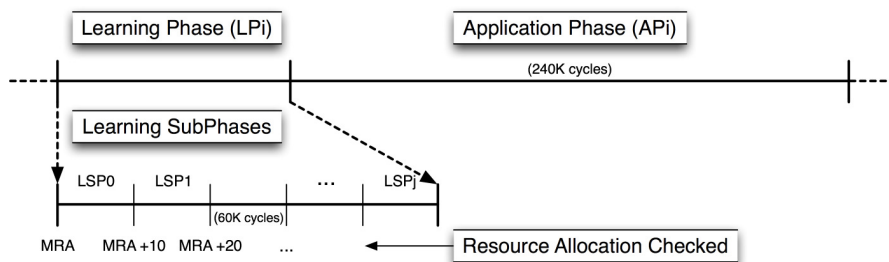 Learning Phase (LPi)
Application Phase (APi)
(240K cycles)
Learning SubPhases
LSP0 LSP1 ... LSPj
(60K cycles)
MRA MRA +10 MRA +20 ...
Resource Allocation Checked